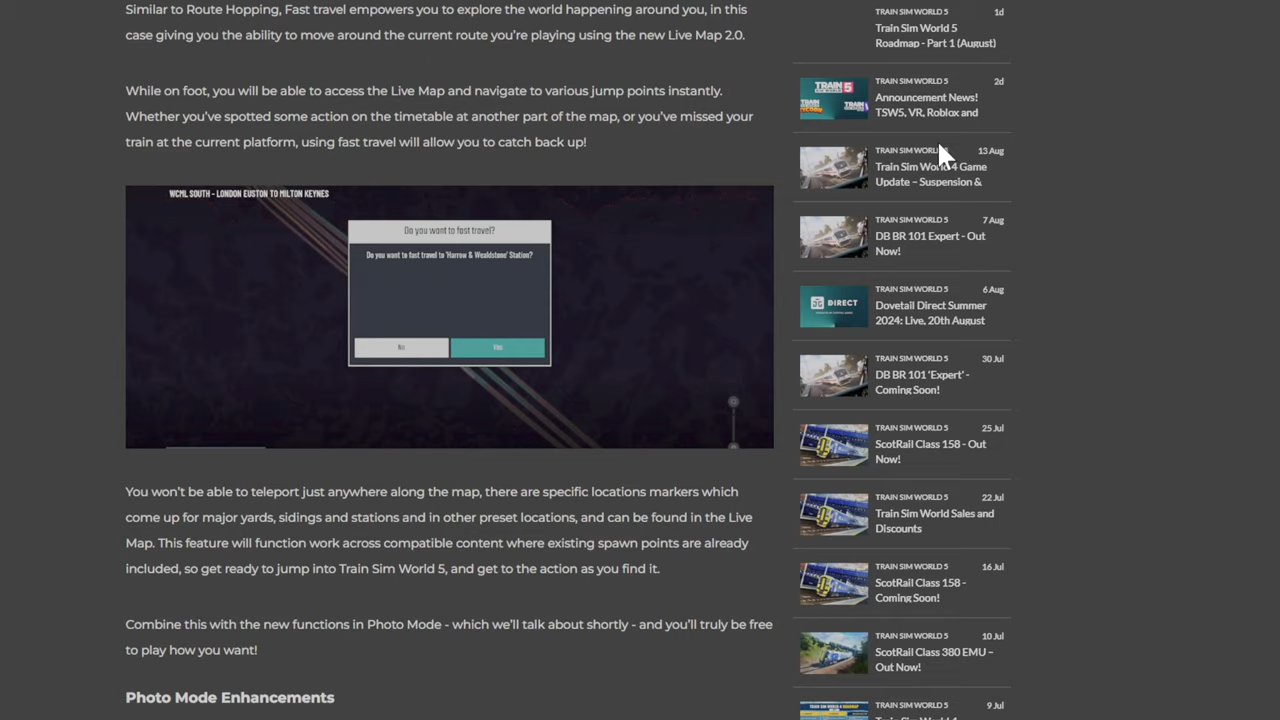 Similar to Route Hopping, Fast travel empowers you to explore the world happening around you, in this
case giving you the ability to move around the current route you're playing using the new Live Map 2.0.
While on foot, you will be able to access the Live Map and navigate to various jump points instantly.
Whether you've spotted some action on the timetable at another part of the map, or you've missed your
train at the current platform, using fast travel will allow you to catch back up!
WCML SOUTH - LONDON EUSTON TO MILTON KEYNES
Do you want to fast travel?
Do you want to fast travel to 'Harrow & Wealdstone' Station?
No
Yes
You won't be able to teleport just anywhere along the map, there are specific locations markers which
come up for major yards, sidings and stations and in other preset locations, and can be found in the Live
Map. This feature will function work across compatible content where existing spawn points are already
included, so get ready to jump into Train Sim World 5, and get to the action as you find it.
Combine this with the new functions in Photo Mode - which we'll talk about shortly - and you'll truly be free
to play how you want!
Photo Mode Enhancements
TRAIN SIM WORLD 5 1d
Train Sim World 5
Roadmap - Part 1 (August)
TRAIN SIM WORLD 5 2d
Announcement News!
TSW5, VR, Roblox and
TRAIN 5
TRAIN SIM WORLD 5 13 Aug
Train Sim World 4 Game
Update – Suspension &
TRAIN SIM WORLD 5 7 Aug
DB BR 101 Expert - Out
Now!
TRAIN SIM WORLD 5 6 Aug
Dovetail Direct Summer
2024: Live, 20th August
DIRECT
TRAIN SIM WORLD 5 30 Jul
DB BR 101 'Expert' -
Coming Soon!
TRAIN SIM WORLD 5 25 Jul
ScotRail Class 158 - Out
Now!
TRAIN SIM WORLD 5 22 Jul
Train Sim World Sales and
Discounts
TRAIN SIM WORLD 5 16 Jul
ScotRail Class 158 -
Coming Soon!
TRAIN SIM WORLD 5 10 Jul
ScotRail Class 380 EMU –
Out Now!
TRAIN SIM WORLD 5 9 Jul